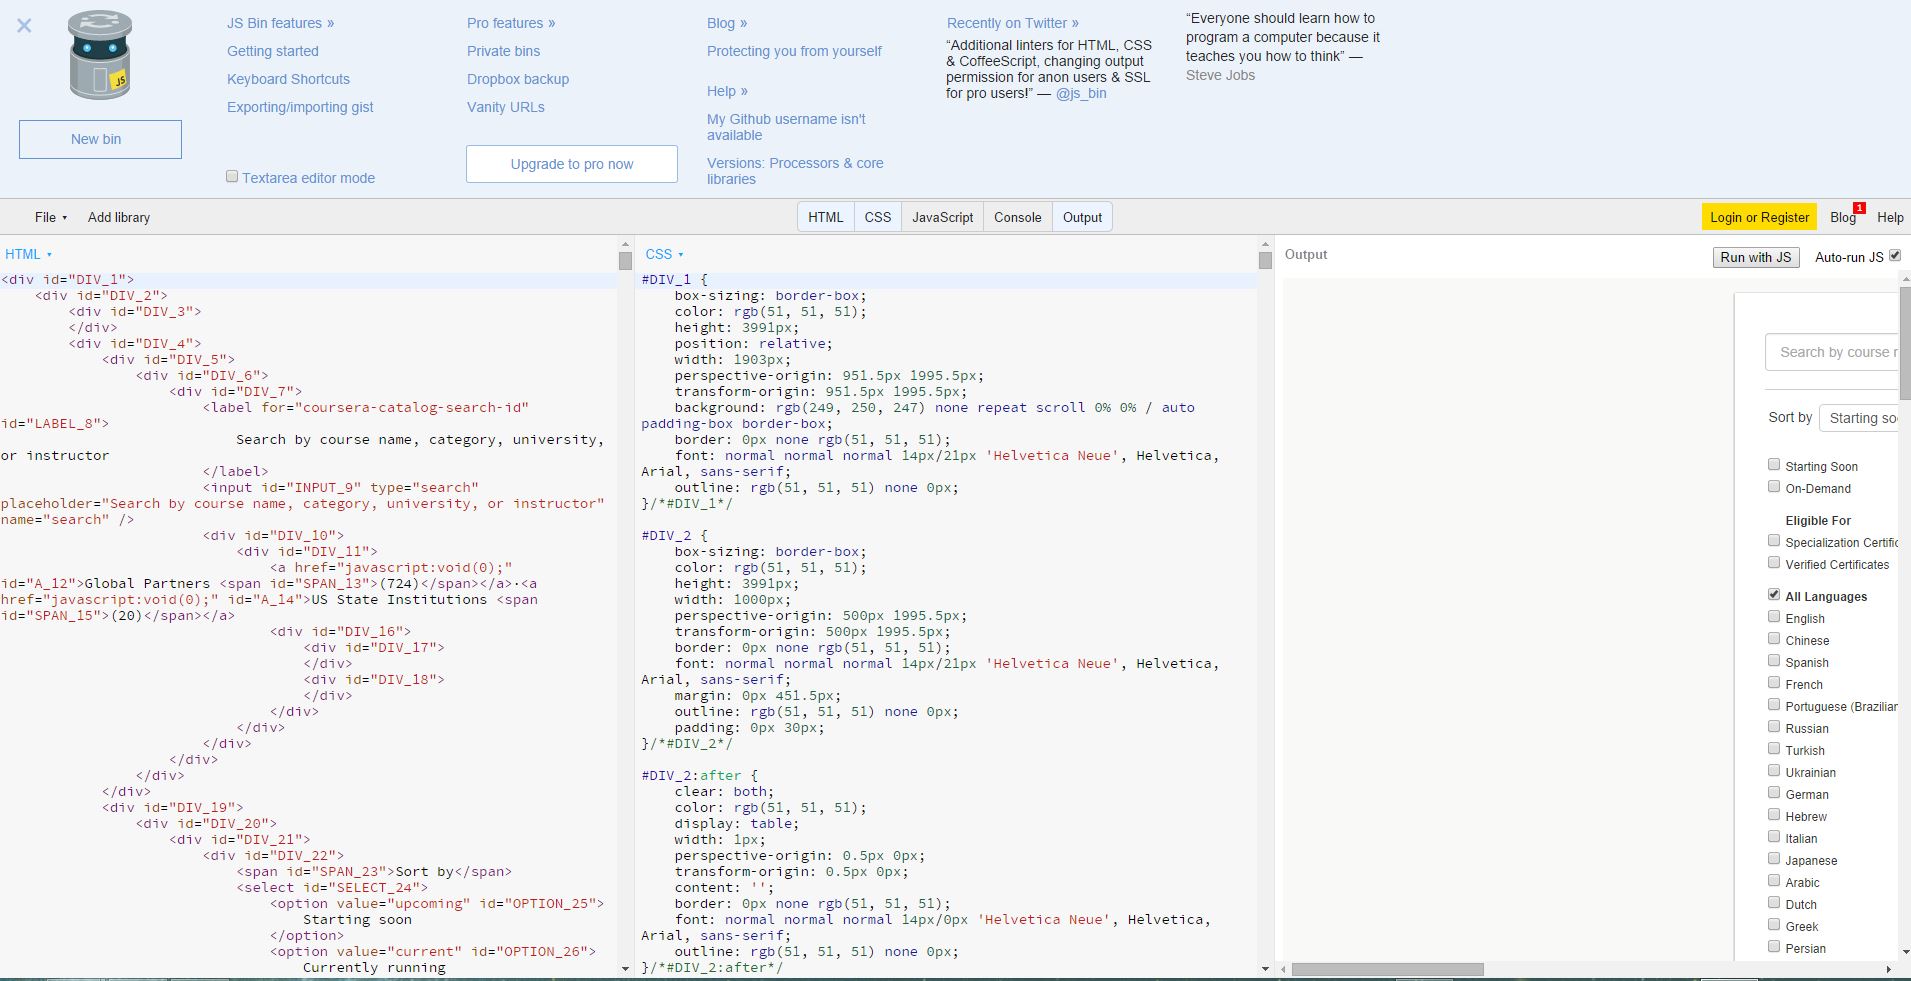 JS Bin features »
Getting started
Keyboard Shortcuts
Exporting/importing gist
Textarea editor mode
New bin
JS
Pro features »
Private bins
Dropbox backup
Vanity URLs
Upgrade to pro now
Blog »
Protecting you from yourself
Help »
My Github username isn't
available
Versions: Processors & core
libraries
Recently on Twitter »
“Additional linters for HTML, CSS
& CoffeeScript, changing output
permission for anon users & SSL
for pro users!” — @js_bin
“Everyone should learn how to
program a computer because it
teaches you how to think” —
Steve Jobs
File Add library HTML CSS JavaScript Console Output Login or Register Blog 1 Help
HTML
<div id="DIV_1">
<div id="DIV_2">
<div id="DIV_3">
</div>
<div id="DIV_4">
<div id="DIV_5">
<div id="DIV_6">
<div id="DIV_7">
<label for="coursera-catalog-search-id"
id="LABEL_8">
Search by course name, category, university,
or instructor
</label>
<input id="INPUT_9" type="search"
placeholder="Search by course name, category, university, or instructor"
name="search" />
<div id="DIV_10">
<div id="DIV_11">
<a href="javascript:void(0);"
id="A_12">Global Partners <span id="SPAN_13">(724)</span></a>·<a
href="javascript:void(0);" id="A_14">US State Institutions <span
id="SPAN_15">(20)</span></a>
<div id="DIV_16">
<div id="DIV_17">
</div>
<div id="DIV_18">
</div>
</div>
</div>
</div>
</div>
</div>
</div>
<div id="DIV_19">
<div id="DIV_20">
<div id="DIV_21">
<div id="DIV_22">
<span id="SPAN_23">Sort by</span>
<select id="SELECT_24">
<option value="upcoming" id="OPTION_25">
Starting soon
</option>
<option value="current" id="OPTION_26">
Currently running
CSS
#DIV_1 {
box-sizing: border-box;
color: rgb(51, 51, 51);
height: 3991px;
position: relative;
width: 1903px;
perspective-origin: 951.5px 1995.5px;
transform-origin: 951.5px 1995.5px;
background: rgb(249, 250, 247) none repeat scroll 0% 0% / auto
padding-box border-box;
border: 0px none rgb(51, 51, 51);
font: normal normal normal 14px/21px 'Helvetica Neue', Helvetica,
Arial, sans-serif;
outline: rgb(51, 51, 51) none 0px;
}/*#DIV_1*/
#DIV_2 {
box-sizing: border-box;
color: rgb(51, 51, 51);
height: 3991px;
width: 1000px;
perspective-origin: 500px 1995.5px;
transform-origin: 500px 1995.5px;
border: 0px none rgb(51, 51, 51);
font: normal normal normal 14px/21px 'Helvetica Neue', Helvetica,
Arial, sans-serif;
margin: 0px 451.5px;
outline: rgb(51, 51, 51) none 0px;
padding: 0px 30px;
}/*#DIV_2*/
#DIV_2:after {
clear: both;
color: rgb(51, 51, 51);
display: table;
width: 1px;
perspective-origin: 0.5px 0px;
transform-origin: 0.5px 0px;
content: '';
border: 0px none rgb(51, 51, 51);
font: normal normal normal 14px/0px 'Helvetica Neue', Helvetica,
Arial, sans-serif;
outline: rgb(51, 51, 51) none 0px;
}/*#DIV_2:after*/
Output Run with JS Auto-run JS
Search by course
Sort by Starting so
Starting Soon
On-Demand
Eligible For
Specialization Certific
Verified Certificates
All Languages
English
Chinese
Spanish
French
Portuguese (Brazilian
Russian
Turkish
Ukrainian
German
Hebrew
Italian
Japanese
Arabic
Dutch
Greek
Persian